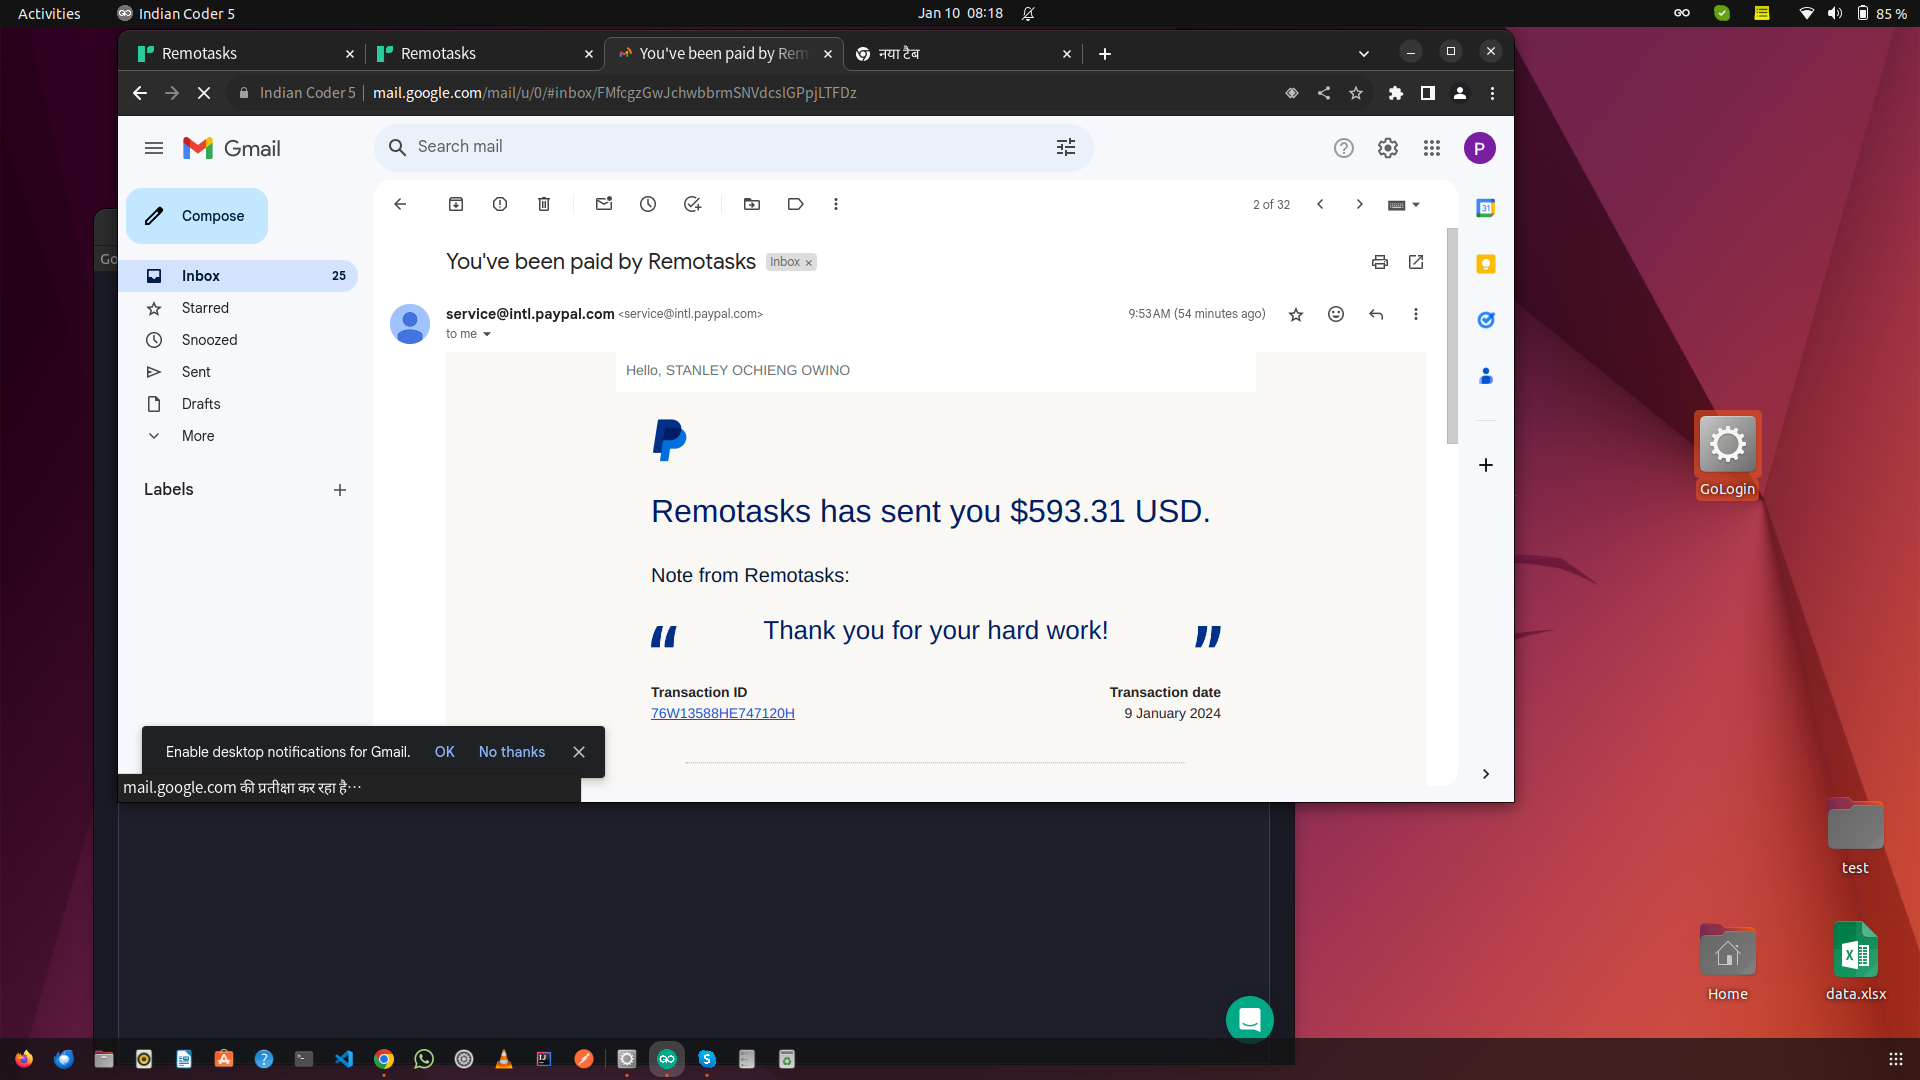 Activities
Indian Coder 5
Jan 10 08:18
85 %
Remotasks
Remotasks
You've been paid by Rem
नया टैब
Indian Coder 5
mail.google.com/mail/u/0/#inbox/FMfcgzGwJchwbbrmSNVdcslGPpjLTFDz
Gmail
Search mail
P
Compose
2 of 32
Go
Inbox 25
Starred
Snoozed
Sent
Drafts
More
Labels
You've been paid by Remotasks
Inbox
service@intl.paypal.com <service@intl.paypal.com>
9:53 AM (54 minutes ago)
to me
Hello, STANLEY OCHIENG OWINO
Remotasks has sent you $593.31 USD.
Note from Remotasks:
“ Thank you for your hard work! ”
Transaction ID
76W13588HE747120H
Transaction date
9 January 2024
Enable desktop notifications for Gmail. OK No thanks
mail.google.com की प्रतीक्षा कर रहा है…
31
GoLogin
test
Home
data.xlsx